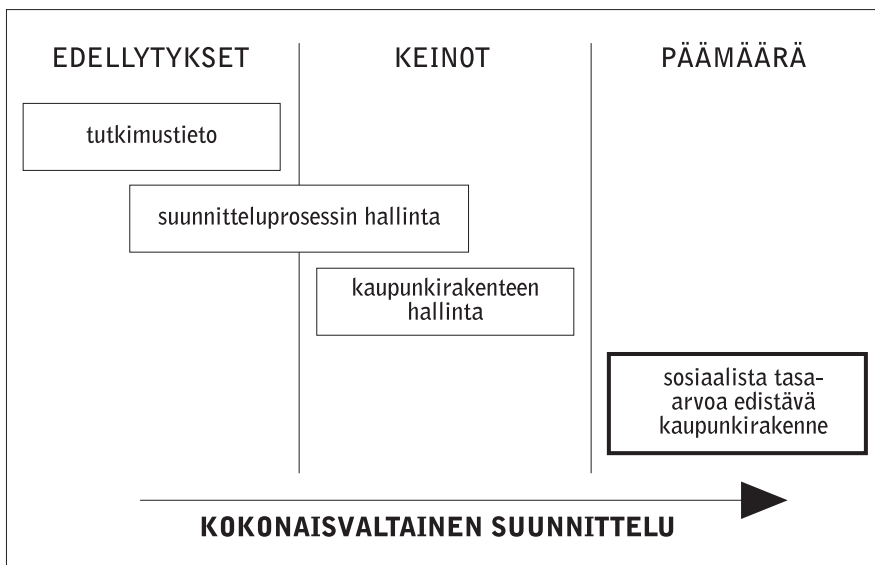 EDELLYTYKSET
KEINOT
PÄÄMÄÄRÄ
tutkimustieto
suunnitteluprosessin hallinta
kaupunkirakenteen
hallinta
sosiaalista tasa-
arvoa edistävä
kaupunkirakenne
KOKONAISVALTAINEN SUUNNITTELU